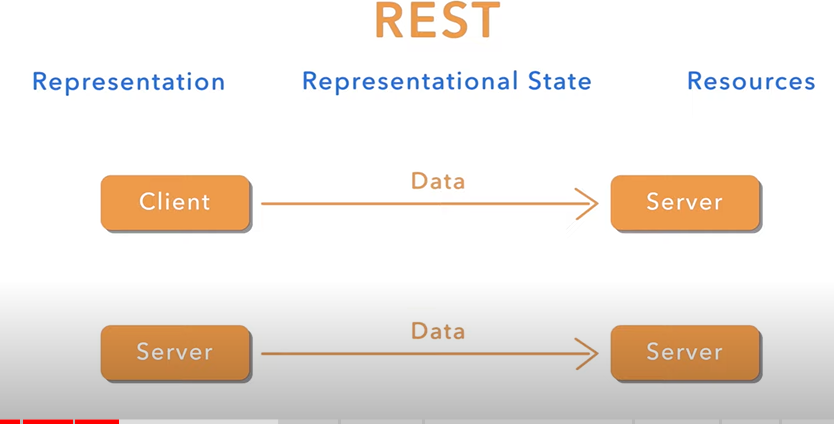 REST
Representation Representational State Resources
Data
Client Server
Data
Server Server